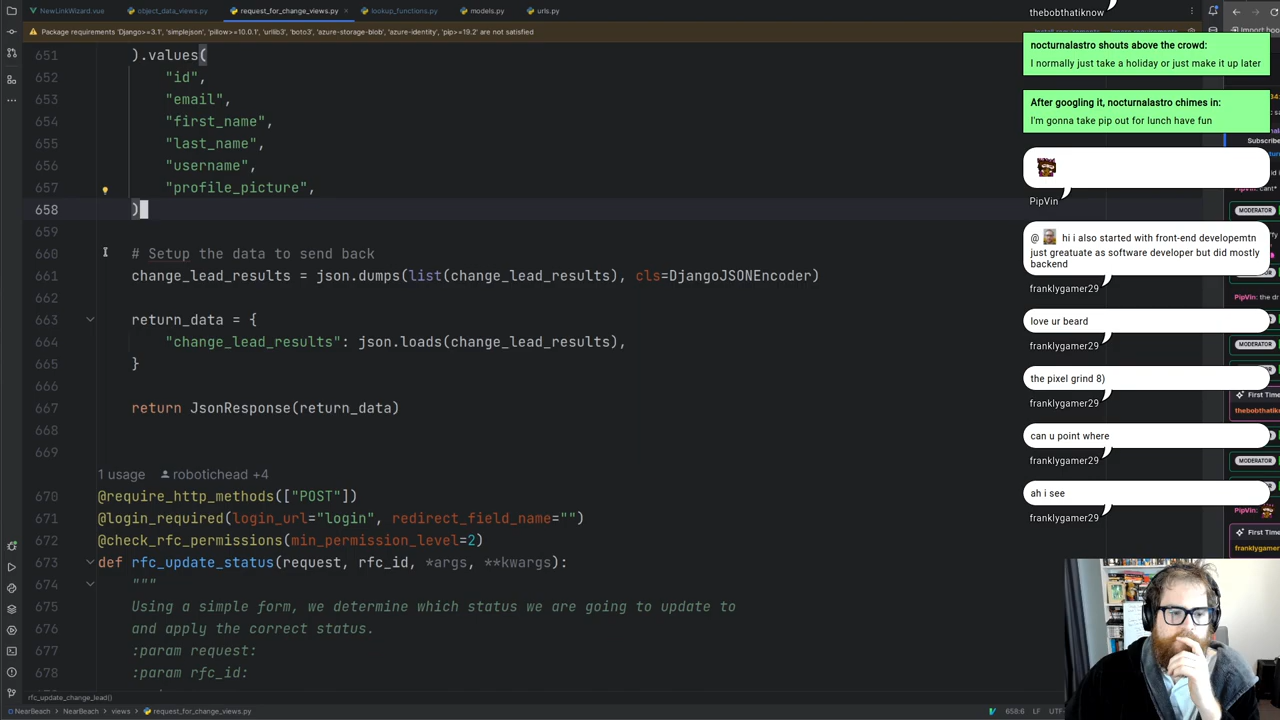 NewLinkWizard.vue
object_data_views.py
request_for_change_views.py
lookup_functions.py
models.py
urls.py
Package requirements 'Django>=3.1', 'simplejson', 'pillow>=10.0.1', 'urllib3', 'boto3', 'azure-storage-blob', 'azure-identity', 'pip>=19.2' are not satisfied
651 ).values(
652 "id",
653 "email",
654 "first_name",
655 "last_name",
656 "username",
657 "profile_picture",
658 )
659
660 # Setup the data to send back
661 change_lead_results = json.dumps(list(change_lead_results), cls=DjangoJSONEncoder)
662
663 return_data = {
664 "change_lead_results": json.loads(change_lead_results),
665 }
666
667 return JsonResponse(return_data)
668
669
1 usage robotichead +4
670 @require_http_methods(["POST"])
671 @login_required(login_url="login", redirect_field_name="")
672 @check_rfc_permissions(min_permission_level=2)
673 def rfc_update_status(request, rfc_id, *args, **kwargs):
674 """
675 Using a simple form, we determine which status we are going to update to
676 and apply the correct status.
677 :param request:
678 :param rfc_id:
rfc_update_change_lead()
NearBeach > NearBeach > views > request_for_change_views.py
658:6 LF UTF-
thebobthatiknow
nocturnalastro shouts above the crowd:
I normally just take a holiday or just make it up later
After googling it, nocturnalastro chimes in:
I'm gonna take pip out for lunch have fun
PipVin
@ hi i also started with front-end developemtn
just greatuate as software developer but did mostly
backend
franklygamer29
love ur beard
franklygamer29
the pixel grind 8)
franklygamer29
can u point where
franklygamer29
ah i see
franklygamer29
Subscribe
MODERATOR
PipVin: the dr
MODERATOR
First Time
thebobthatik
MODERATOR
PipVin:
First Time
franklygame